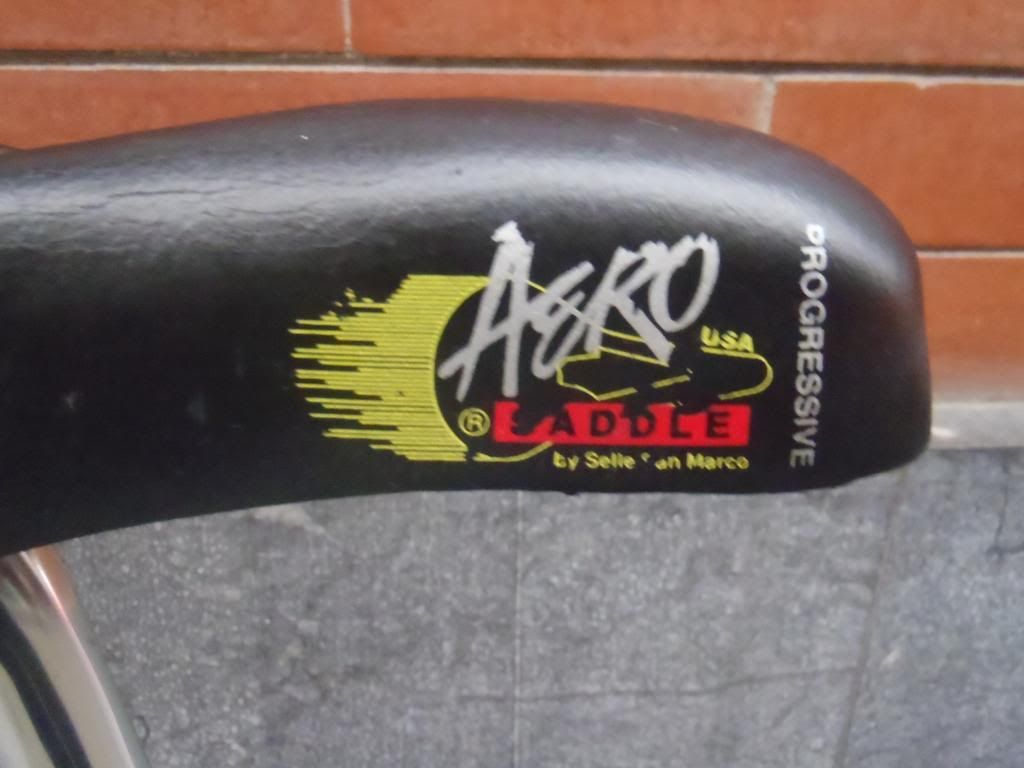 AERO
USA
® SADDLE
by Selle San Marco
PROGRESSIVE